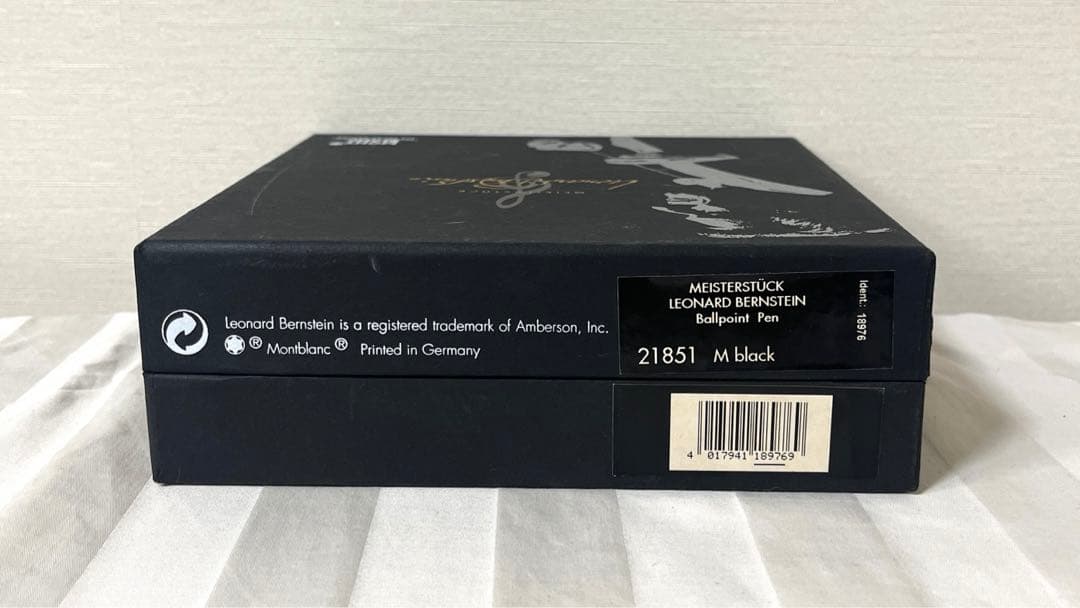 Leonard Bernstein is a registered trademark of Amberson, Inc.
® Montblanc ® Printed in Germany
MEISTERSTÜCK
LEONARD BERNSTEIN
Ballpoint Pen
21851 M black
Ident.: 18976
4 017941 189769